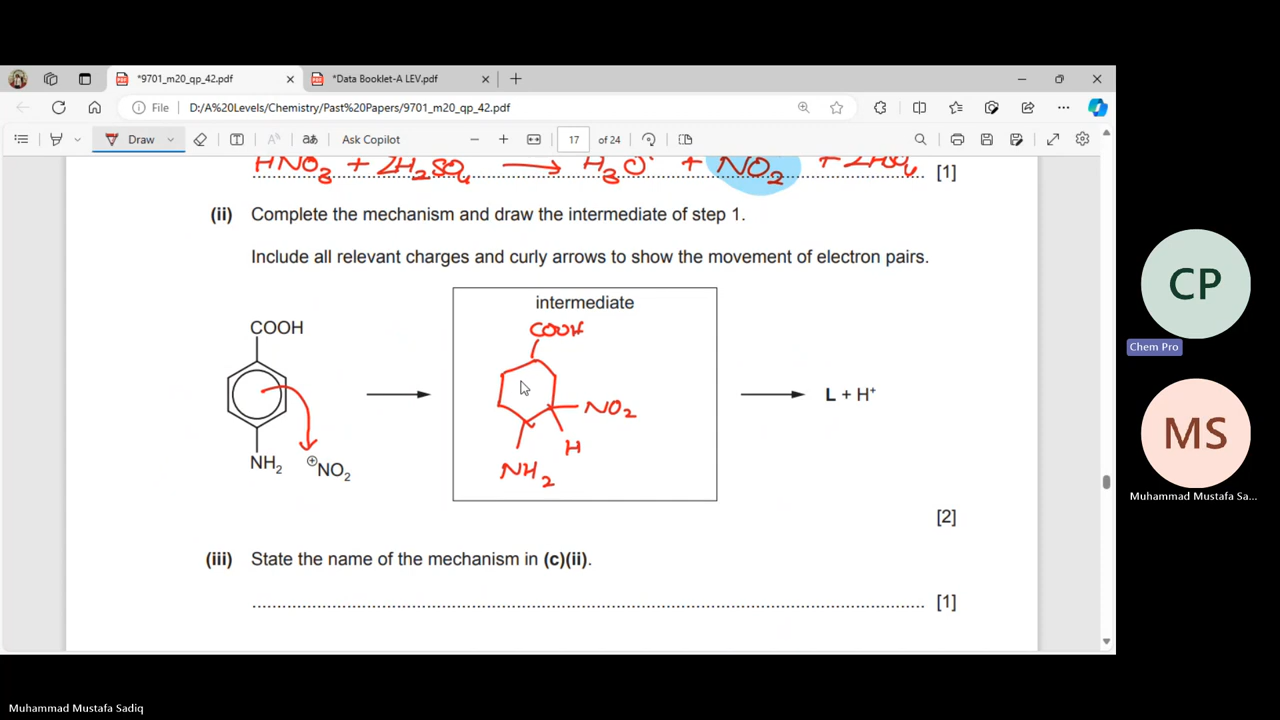 *9701_m20_qp_42.pdf
*Data Booklet-A LEV.pdf
File D:/A%20Levels/Chemistry/Past%20Papers/9701_m20_qp_42.pdf
Draw Ask Copilot 17 of 24
HNO3 + 2H2SO4 → H3O+ + NO2 + 2HSO4 [1]
(ii) Complete the mechanism and draw the intermediate of step 1.
Include all relevant charges and curly arrows to show the movement of electron pairs.
intermediate
COOH
COOH
NO2
L + H⁺
H
NH2
⊕NO2
NH2
[2]
(iii) State the name of the mechanism in (c)(ii).
[1]
CP
Chem Pro
MS
Muhammad Mustafa Sa...
Muhammad Mustafa Sadiq